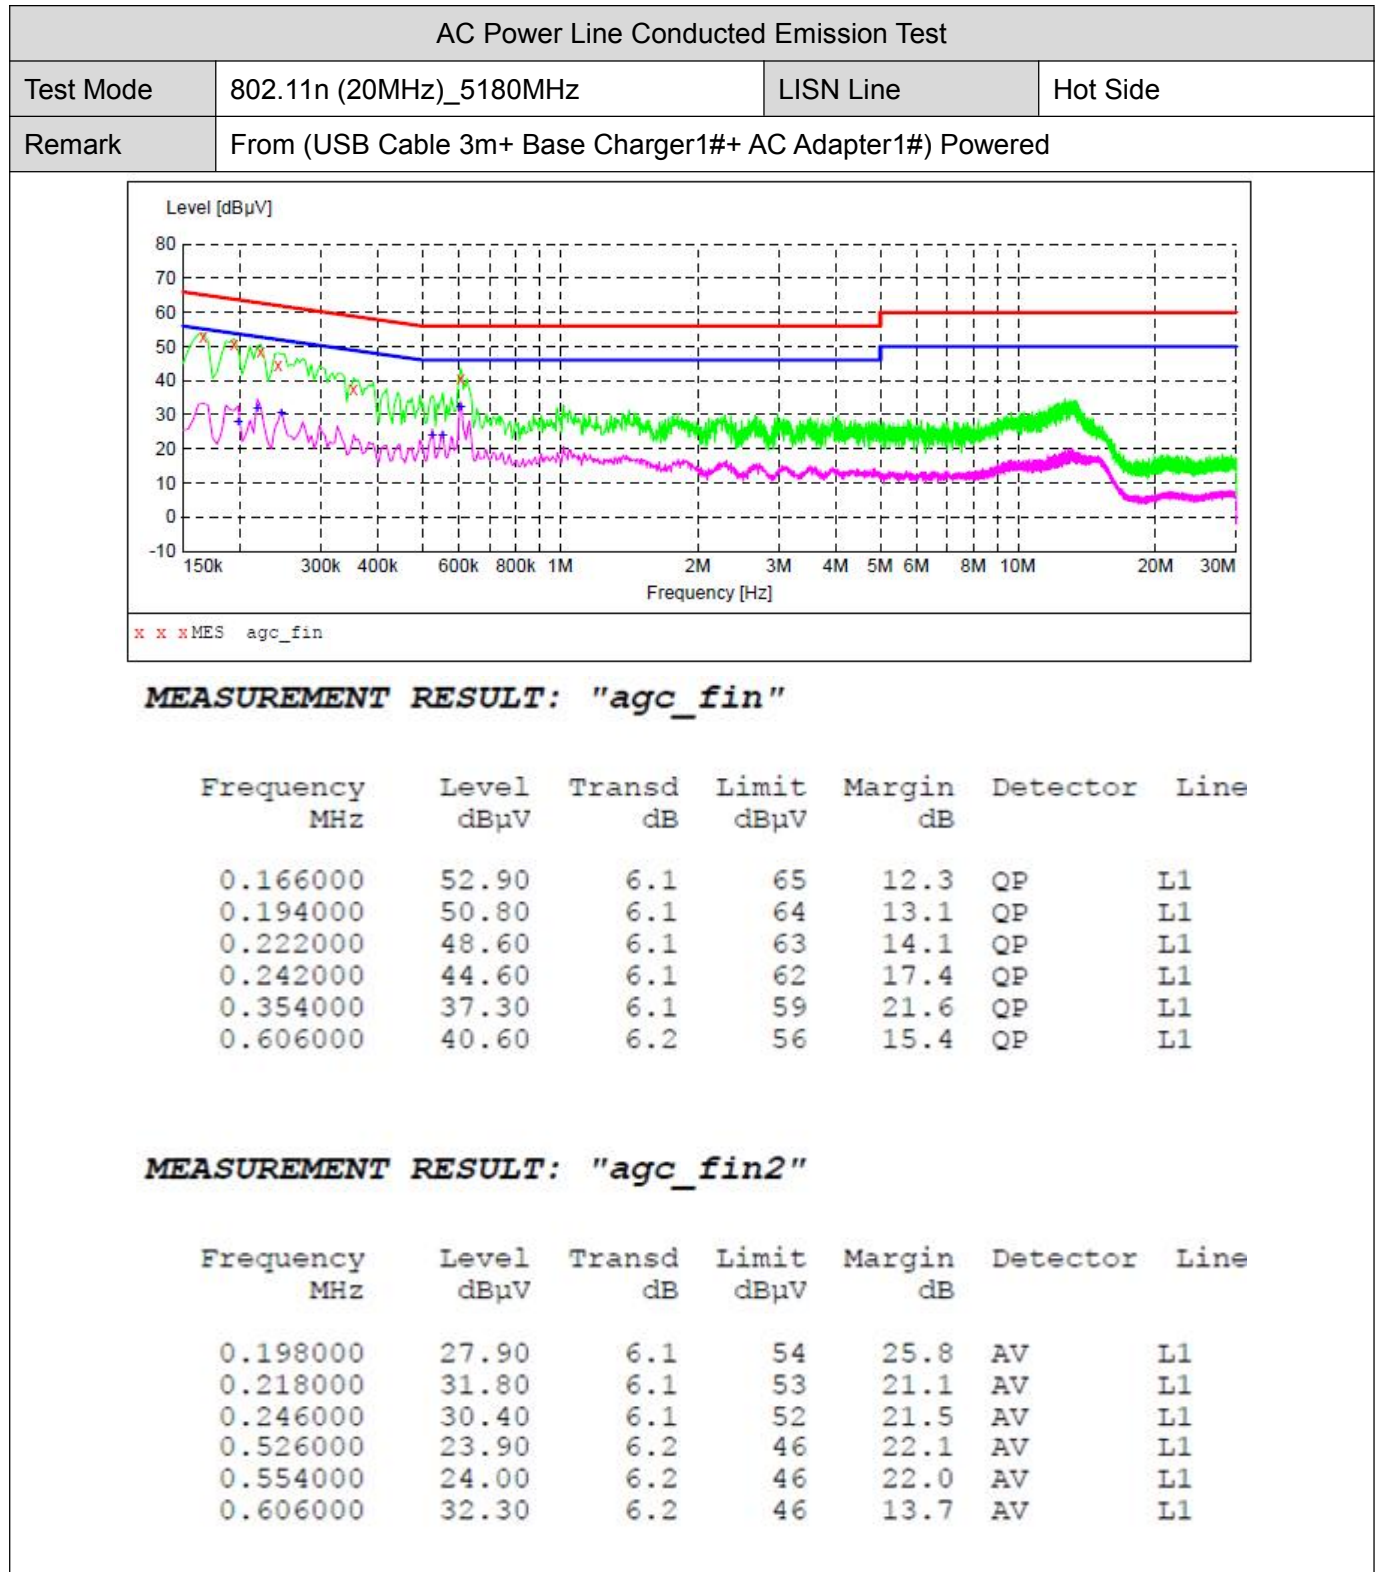 AC Power Line Conducted Emission Test
Test Mode 802.11n (20MHz)_5180MHz LISN Line Hot Side
Remark From (USB Cable 3m+ Base Charger1#+ AC Adapter1#) Powered
Level [dBµV]
80
70
60
50
40
30
20
10
0
-10
150k 300k 400k 600k 800k 1M 2M 3M 4M 5M 6M 8M 10M 20M 30M
Frequency [Hz]
x x xMES agc_fin
MEASUREMENT RESULT: "agc_fin"
Frequency Level Transd Limit Margin Detector Line
MHz dBµV dB dBµV dB
0.166000 52.90 6.1 65 12.3 QP L1
0.194000 50.80 6.1 64 13.1 QP L1
0.222000 48.60 6.1 63 14.1 QP L1
0.242000 44.60 6.1 62 17.4 QP L1
0.354000 37.30 6.1 59 21.6 QP L1
0.606000 40.60 6.2 56 15.4 QP L1
MEASUREMENT RESULT: "agc_fin2"
Frequency Level Transd Limit Margin Detector Line
MHz dBµV dB dBµV dB
0.198000 27.90 6.1 54 25.8 AV L1
0.218000 31.80 6.1 53 21.1 AV L1
0.246000 30.40 6.1 52 21.5 AV L1
0.526000 23.90 6.2 46 22.1 AV L1
0.554000 24.00 6.2 46 22.0 AV L1
0.606000 32.30 6.2 46 13.7 AV L1